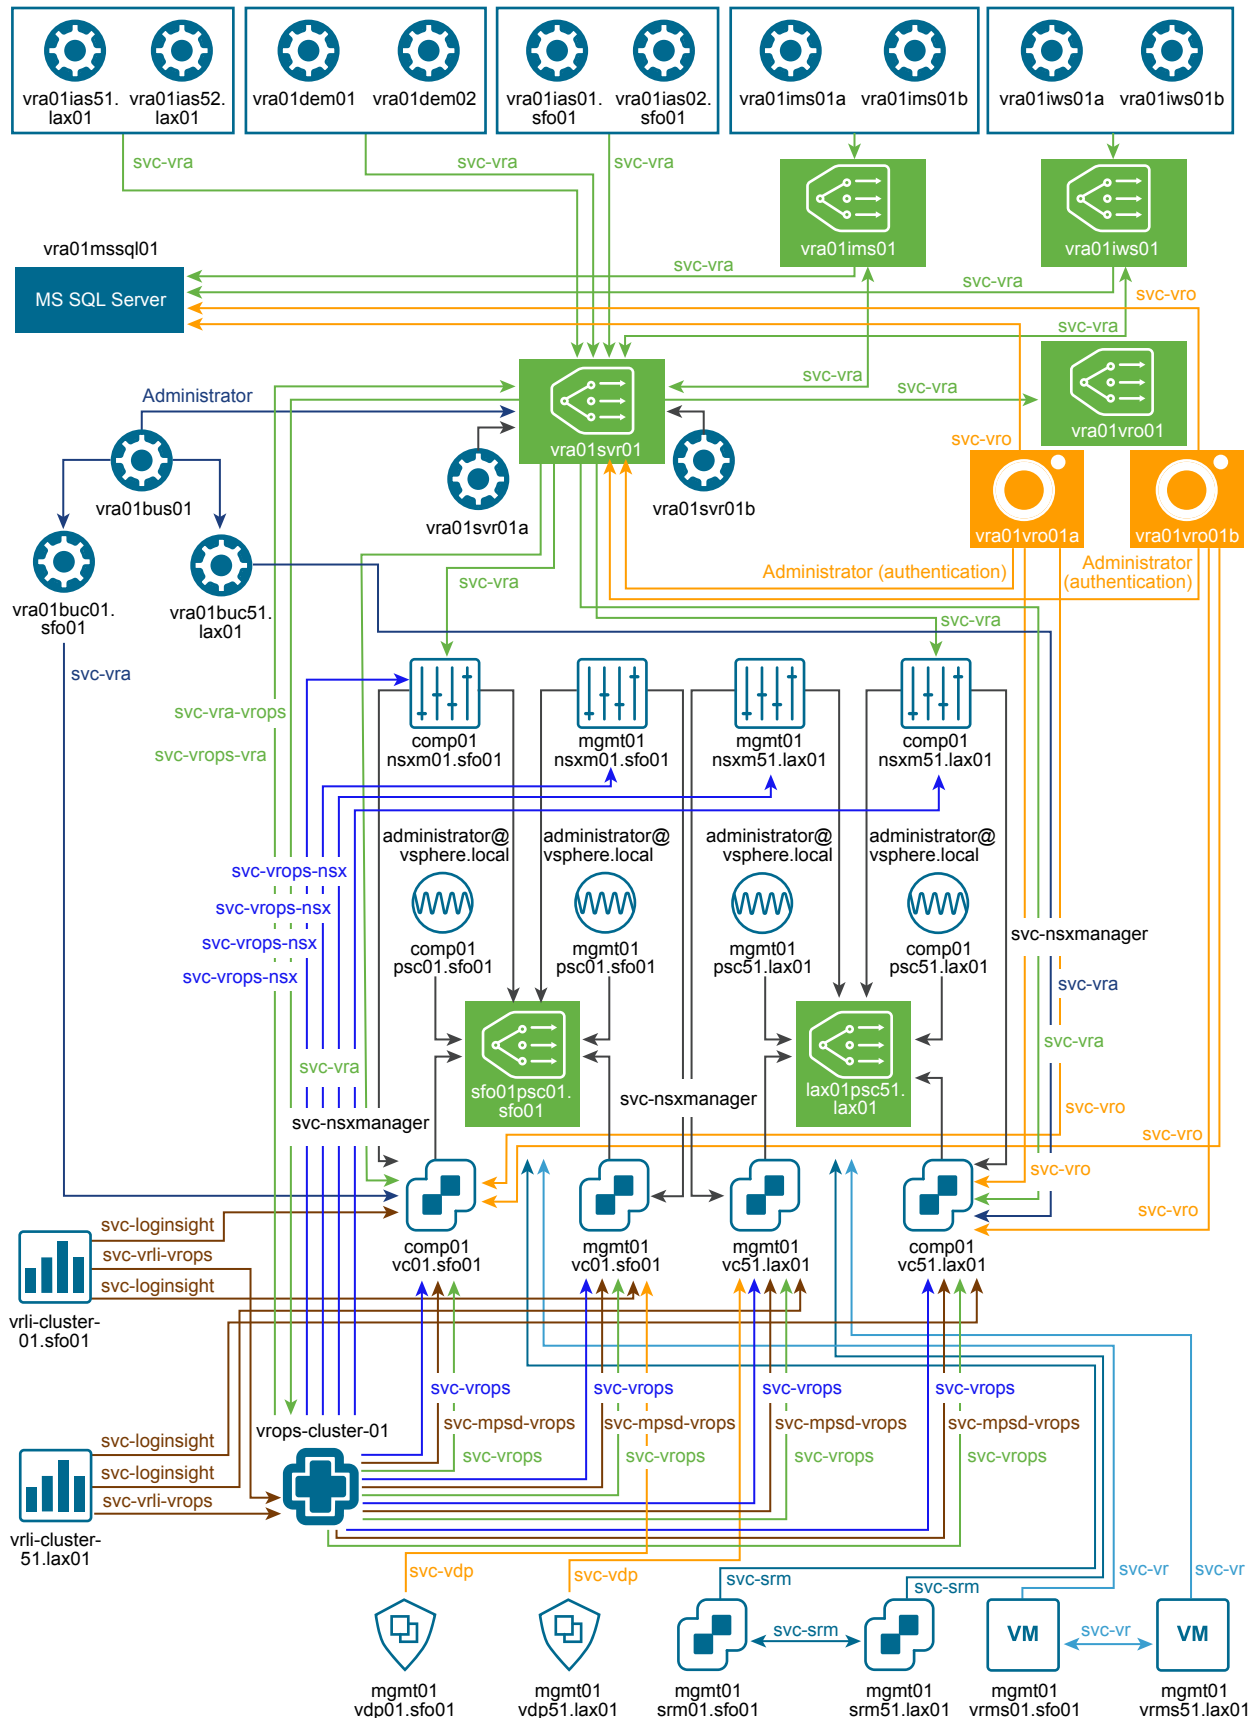 vra01ias51.
lax01
vra01ias52.
lax01
vra01dem01
vra01dem02
vra01ias01.
sfo01
vra01ias02.
sfo01
vra01ims01a
vra01ims01b
vra01iws01a
vra01iws01b
svc-vra
svc-vra
svc-vra
vra01ims01
vra01iws01
vra01mssql01
MS SQL Server
svc-vra
svc-vra
svc-vro
svc-vra
svc-vra
svc-vra
vra01vro01
Administrator
vra01svr01
svc-vro
vra01bus01
vra01svr01a
vra01svr01b
vra01vro01a
vra01vro01b
Administrator (authentication)
Administrator
(authentication)
svc-vra
vra01buc01.
sfo01
vra01buc51.
lax01
svc-vra
svc-vra
svc-vra-vrops
svc-vrops-vra
comp01
nsxm01.sfo01
mgmt01
nsxm01.sfo01
mgmt01
nsxm51.lax01
comp01
nsxm51.lax01
administrator@
vsphere.local
administrator@
vsphere.local
administrator@
vsphere.local
administrator@
vsphere.local
svc-vrops-nsx
svc-vrops-nsx
svc-vrops-nsx
svc-vrops-nsx
comp01
psc01.sfo01
mgmt01
psc01.sfo01
mgmt01
psc51.lax01
comp01
psc51.lax01
svc-nsxmanager
svc-vra
svc-vra
svc-vra
sfo01psc01.
sfo01
lax01psc51.
lax01
svc-nsxmanager
svc-nsxmanager
svc-vro
svc-vro
svc-vro
svc-vro
svc-loginsight
svc-vrli-vrops
svc-loginsight
vrli-cluster-
01.sfo01
comp01
vc01.sfo01
mgmt01
vc01.sfo01
mgmt01
vc51.lax01
comp01
vc51.lax01
svc-vrops
svc-vrops
svc-vrops
svc-vrops
vrops-cluster-01
svc-mpsd-vrops
svc-mpsd-vrops
svc-mpsd-vrops
svc-mpsd-vrops
svc-vrops
svc-vrops
svc-vrops
svc-vrops
svc-loginsight
svc-loginsight
svc-vrli-vrops
vrli-cluster-
51.lax01
svc-vdp
svc-vdp
svc-srm
svc-srm
svc-vr
svc-vr
svc-srm
VM
svc-vr
VM
mgmt01
vdp01.sfo01
mgmt01
vdp51.lax01
mgmt01
srm01.sfo01
mgmt01
srm51.lax01
mgmt01
vrms01.sfo01
mgmt01
vrms51.lax01